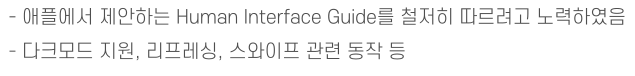 - 애플에서 제안하는 Human Interface Guide를 철저히 따르려고 노력하였음
- 다크모드 지원, 리프레싱, 스와이프 관련 동작 등